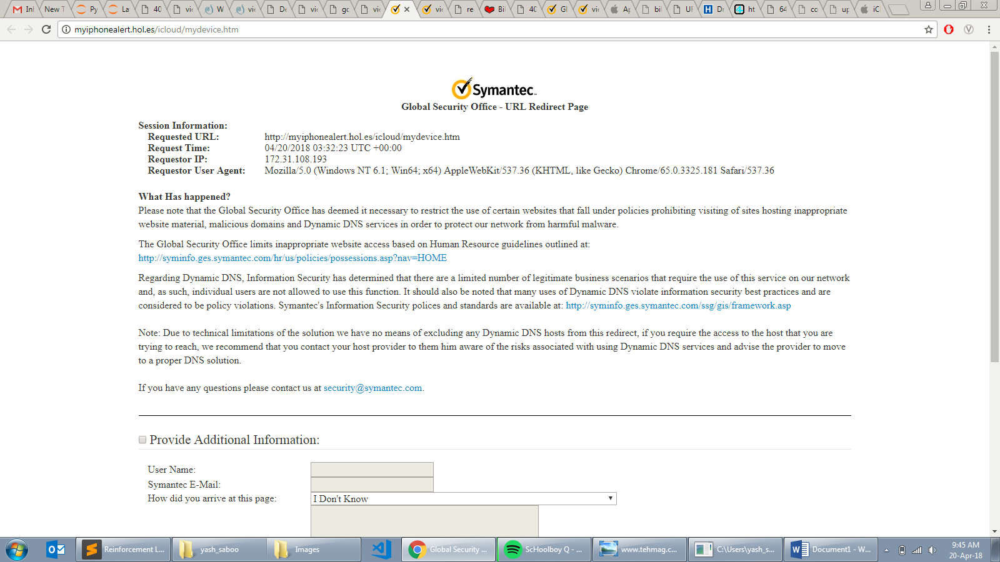 Inl
New T
Py
La
40
vie
W
vie
De
vie
go
vie
vie
re
Bil
40
Gl
vie
Ap
bil
UF
Dr
ht
64
co
up
iCl
myiphonealert.hol.es/icloud/mydevice.htm
Symantec
Global Security Office - URL Redirect Page
Session Information:
Requested URL: http://myiphonealert.hol.es/icloud/mydevice.htm
Request Time: 04/20/2018 03:32:23 UTC +00:00
Requestor IP: 172.31.108.193
Requestor User Agent: Mozilla/5.0 (Windows NT 6.1; Win64; x64) AppleWebKit/537.36 (KHTML, like Gecko) Chrome/65.0.3325.181 Safari/537.36
What Has happened?
Please note that the Global Security Office has deemed it necessary to restrict the use of certain websites that fall under policies prohibiting visiting of sites hosting inappropriate
website material, malicious domains and Dynamic DNS services in order to protect our network from harmful malware.
The Global Security Office limits inappropriate website access based on Human Resource guidelines outlined at:
http://syminfo.ges.symantec.com/hr/us/policies/possessions.asp?nav=HOME
Regarding Dynamic DNS, Information Security has determined that there are a limited number of legitimate business scenarios that require the use of this service on our network
and, as such, individual users are not allowed to use this function. It should also be noted that many uses of Dynamic DNS violate information security best practices and are
considered to be policy violations. Symantec's Information Security polices and standards are available at: http://syminfo.ges.symantec.com/ssg/gis/framework.asp
Note: Due to technical limitations of the solution we have no means of excluding any Dynamic DNS hosts from this redirect, if you require the access to the host that you are
trying to reach, we recommend that you contact your host provider to them him aware of the risks associated with using Dynamic DNS services and advise the provider to move
to a proper DNS solution.
If you have any questions please contact us at security@symantec.com.
Provide Additional Information:
User Name:
Symantec E-Mail:
How did you arrive at this page: I Don't Know
Reinforcement L...
yash_saboo
Images
Global Security ...
ScHoolboy Q - ...
www.tehmag.c...
C:\Users\yash_s...
Document1 - W...
9:45 AM
20-Apr-18